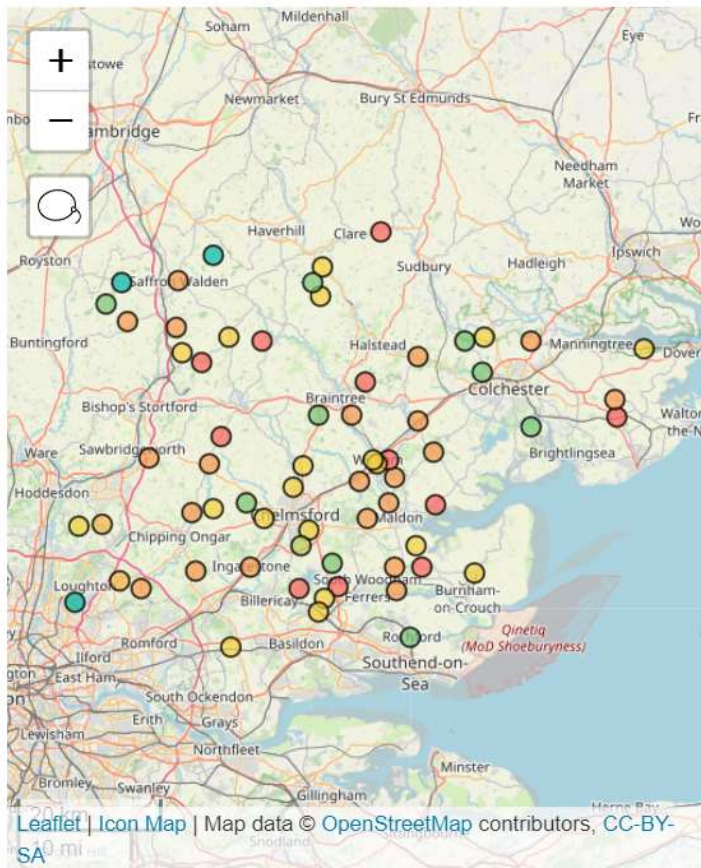 Soham
Mildenhall
Eye
stowe
+
Newmarket
Bury St Edmunds
−
ambridge
Needham
Market
Haverhill
Clare
Royston
Ipswich
Sudbury
Hadleigh
Saffron Walden
Buntingford
Halstead
Manningtree
Dover
Colchester
Braintree
Bishop's Stortford
Walton
the-N
Ware
Sawbridgeworth
Brightlingsea
Hoddesdon
helmsford
Maldon
Chipping Ongar
Ingatestone
Loughton
South Woodham
Ferrers
Burnham-
on-Crouch
Billericay
Romford
Basildon
Qinetiq
(MoD Shoeburyness)
Ilford
Southend-on-
Sea
East Ham
South Ockendon
Erith
Grays
Lewisham
Northfleet
Bromley
Swanley
Gillingham
Minster
Herne Bay
20 km
Leaflet | Icon Map | Map data © OpenStreetMap contributors, CC-BY-
SA
10 mi
Snodland